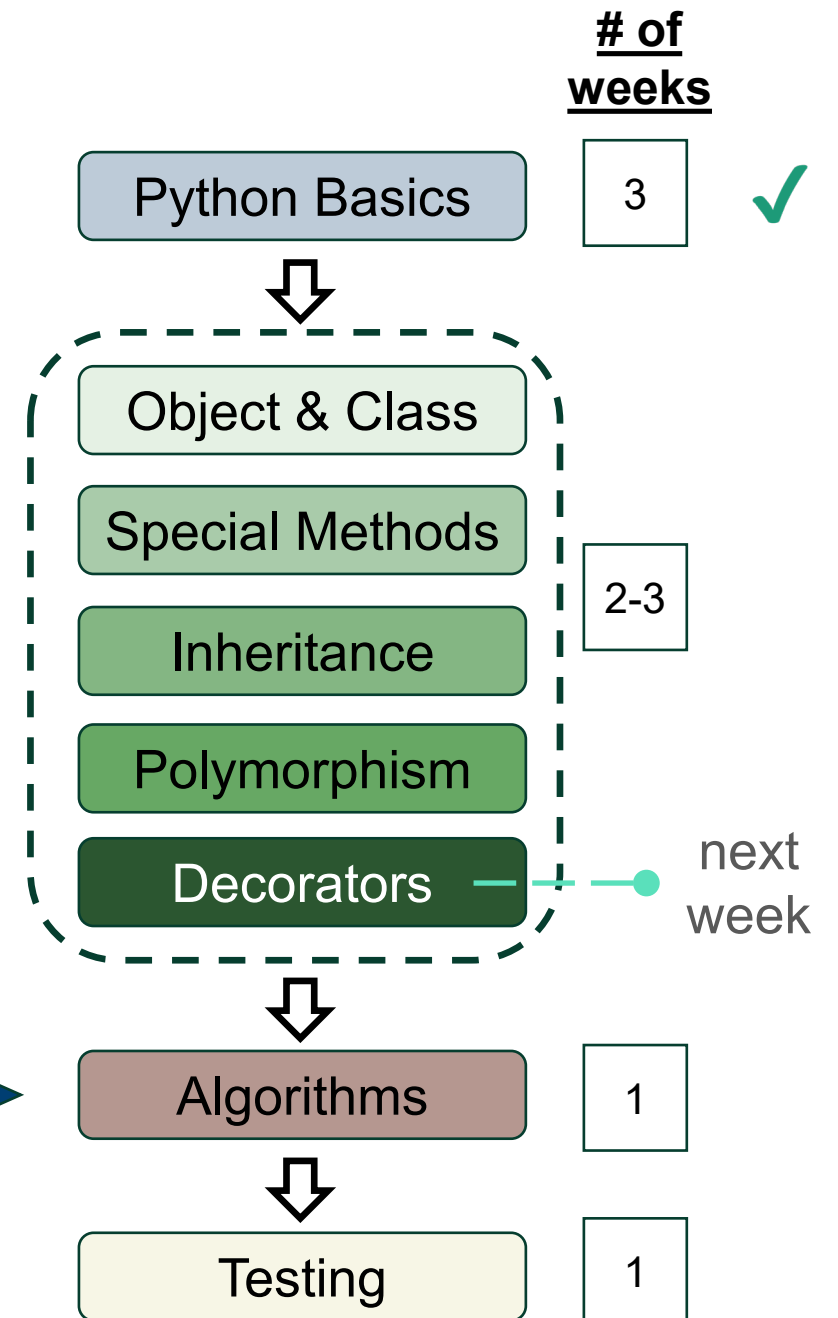 # of
weeks
Python Basics
3
Object & Class
Special Methods
2-3
Inheritance
Polymorphism
Decorators
next
week
Algorithms
1
Testing
1